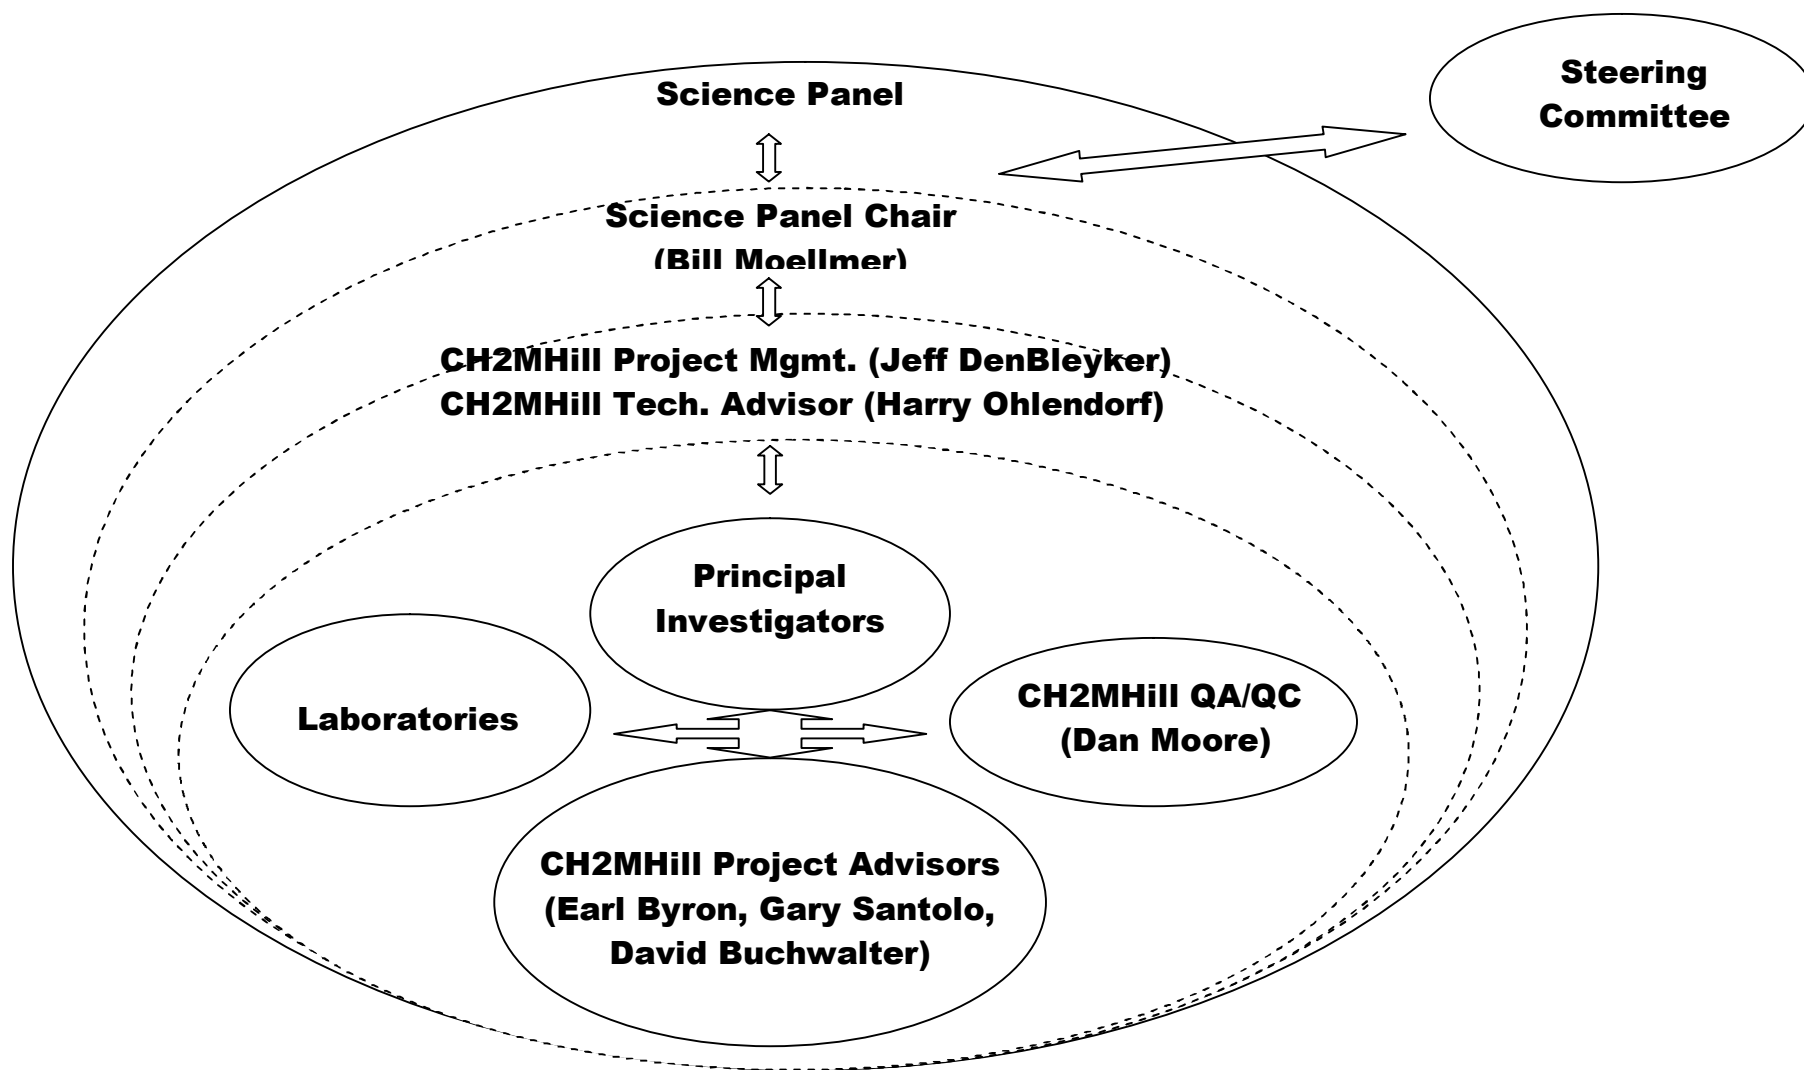 Steering
Committee
Science Panel
Science Panel Chair
(Bill Moellmer)
CH2MHill Project Mgmt. (Jeff DenBleyker)
CH2MHill Tech. Advisor (Harry Ohlendorf)
Principal
Investigators
Laboratories
CH2MHill QA/QC
(Dan Moore)
CH2MHill Project Advisors
(Earl Byron, Gary Santolo,
David Buchwalter)